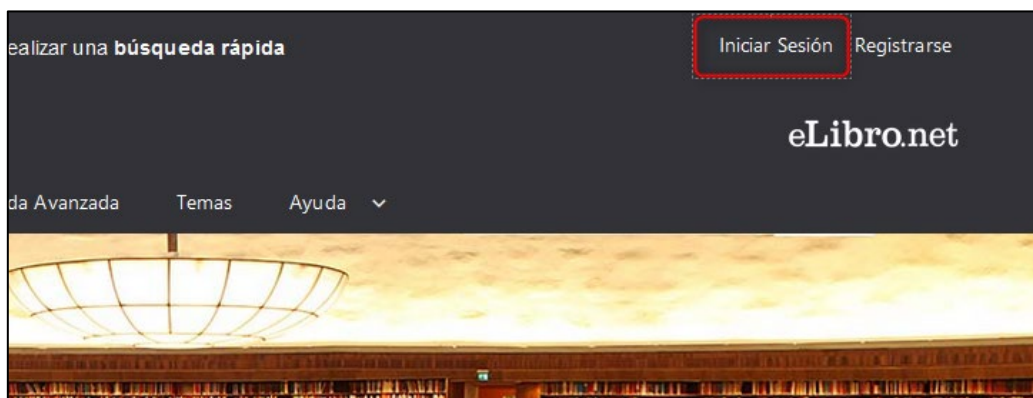 ealizar una búsqueda rápida
Iniciar Sesión Registrarse
eLibro.net
da Avanzada Temas Ayuda